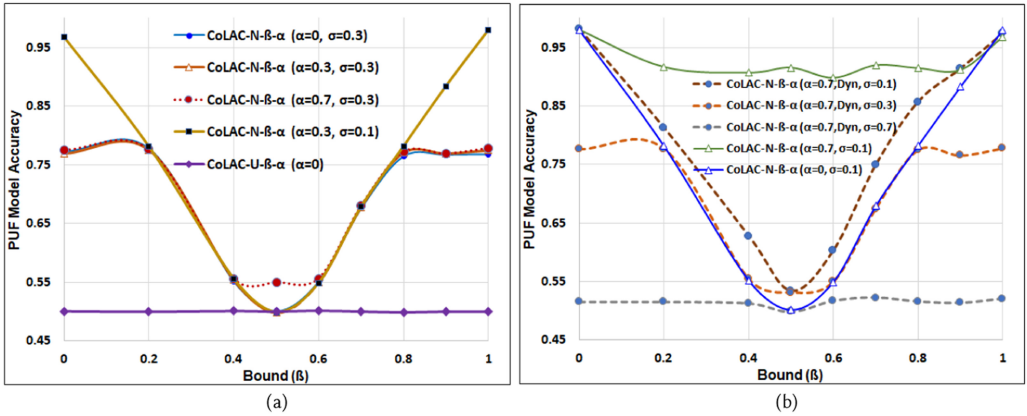 PUF Model Accuracy
0.95
0.85
0.75
0.65
0.55
0.45
CoLAC-N-ß-α (α=0, σ=0.3)
CoLAC-N-ß-α (α=0.3, σ=0.3)
CoLAC-N-ß-α (α=0.7, σ=0.3)
CoLAC-N-ß-α (α=0.3, σ=0.1)
CoLAC-U-ß-α (α=0)
0 0.2 0.4 0.6 0.8 1
Bound (ß)
(a)
PUF Model Accuracy
0.95
0.85
0.75
0.65
0.55
0.45
CoLAC-N-ß-α (α=0.7,Dyn, σ=0.1)
CoLAC-N-ß-α (α=0.7,Dyn, σ=0.3)
CoLAC-N-ß-α (α=0.7,Dyn, σ=0.7)
CoLAC-N-ß-α (α=0.7, σ=0.1)
CoLAC-N-ß-α (α=0, σ=0.1)
0 0.2 0.4 0.6 0.8 1
Bound (ß)
(b)